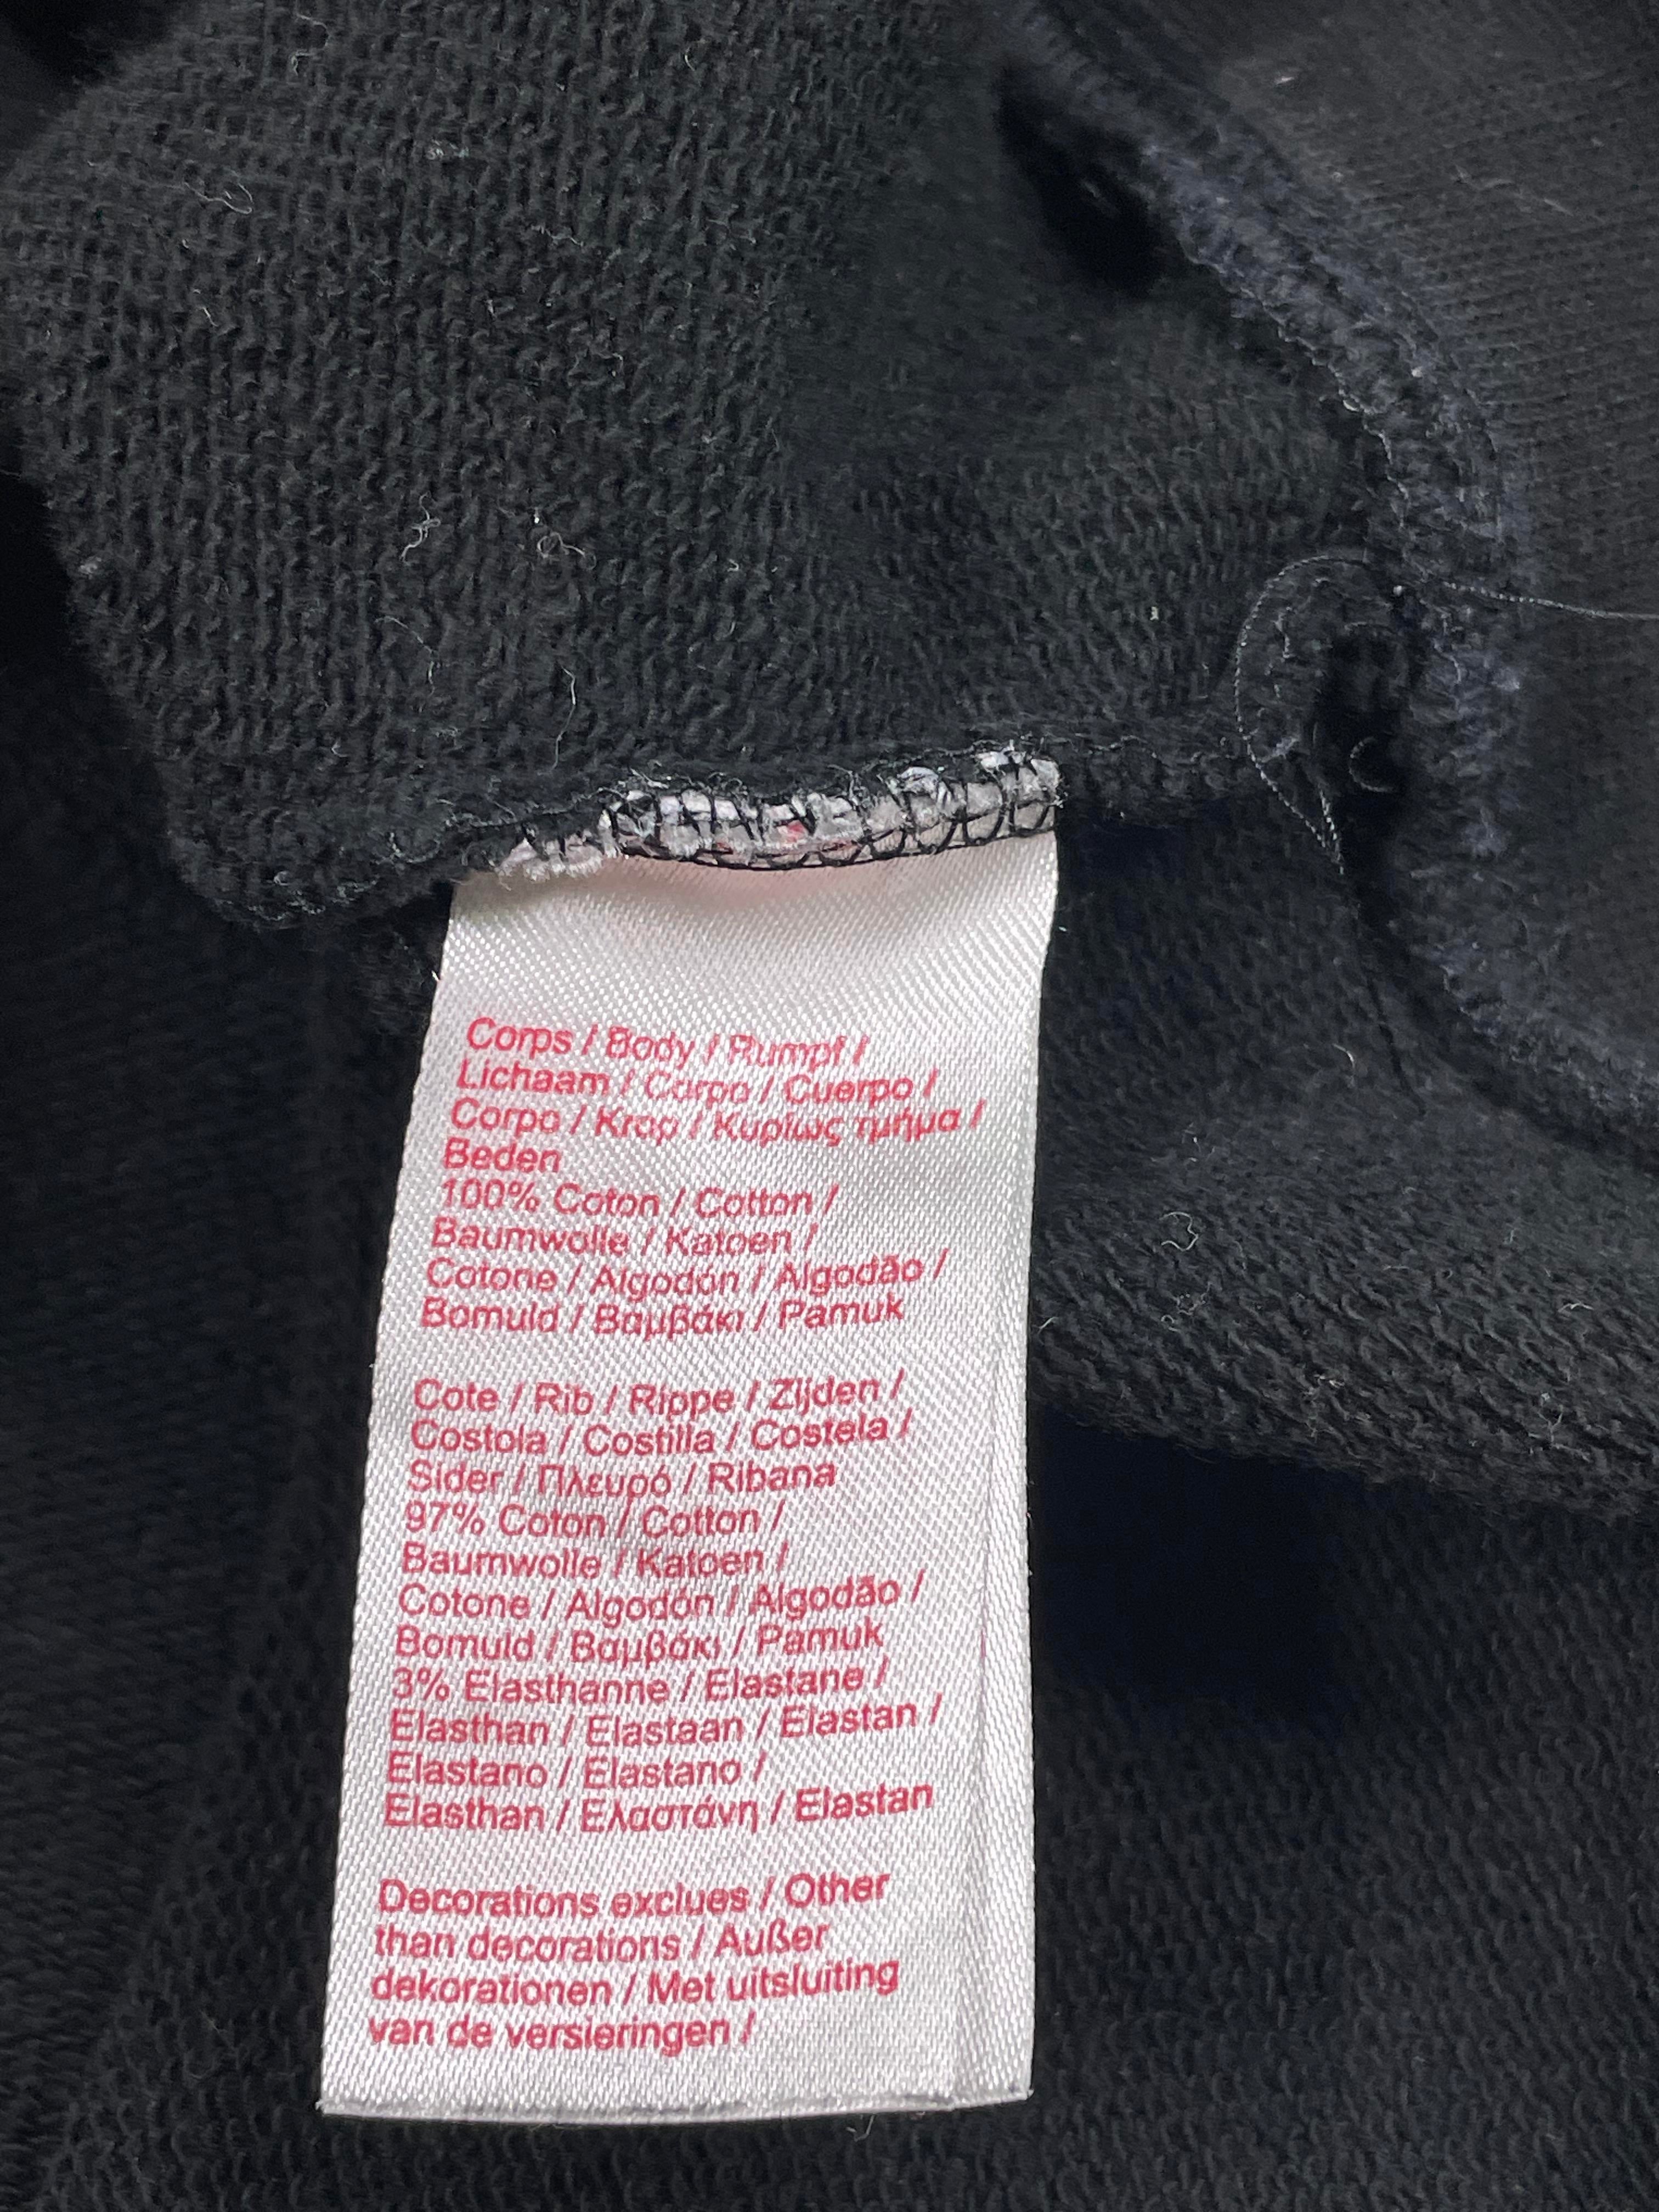 Corps / Body / Rumpf /
Lichaam / Corpo / Cuerpo /
Corpo / Krop / Κυρίως τμήμα /
Beden
100% Coton / Cotton /
Baumwolle / Katoen /
Cotone / Algodón / Algodão /
Bomuld / Βαμβάκι / Pamuk
Cote / Rib / Rippe / Zijden /
Costola / Costilla / Costela /
Sider / Πλευρό / Ribana
97% Coton / Cotton /
Baumwolle / Katoen /
Cotone / Algodón / Algodão /
Bomuld / Βαμβάκι / Pamuk
3% Elasthanne / Elastane /
Elasthan / Elastaan / Elastan /
Elastano / Elastano /
Elasthan / Ελαστάνη / Elastan
Decorations exclues / Other
than decorations / Außer
dekorationen / Met uitsluiting
van de versieringen /